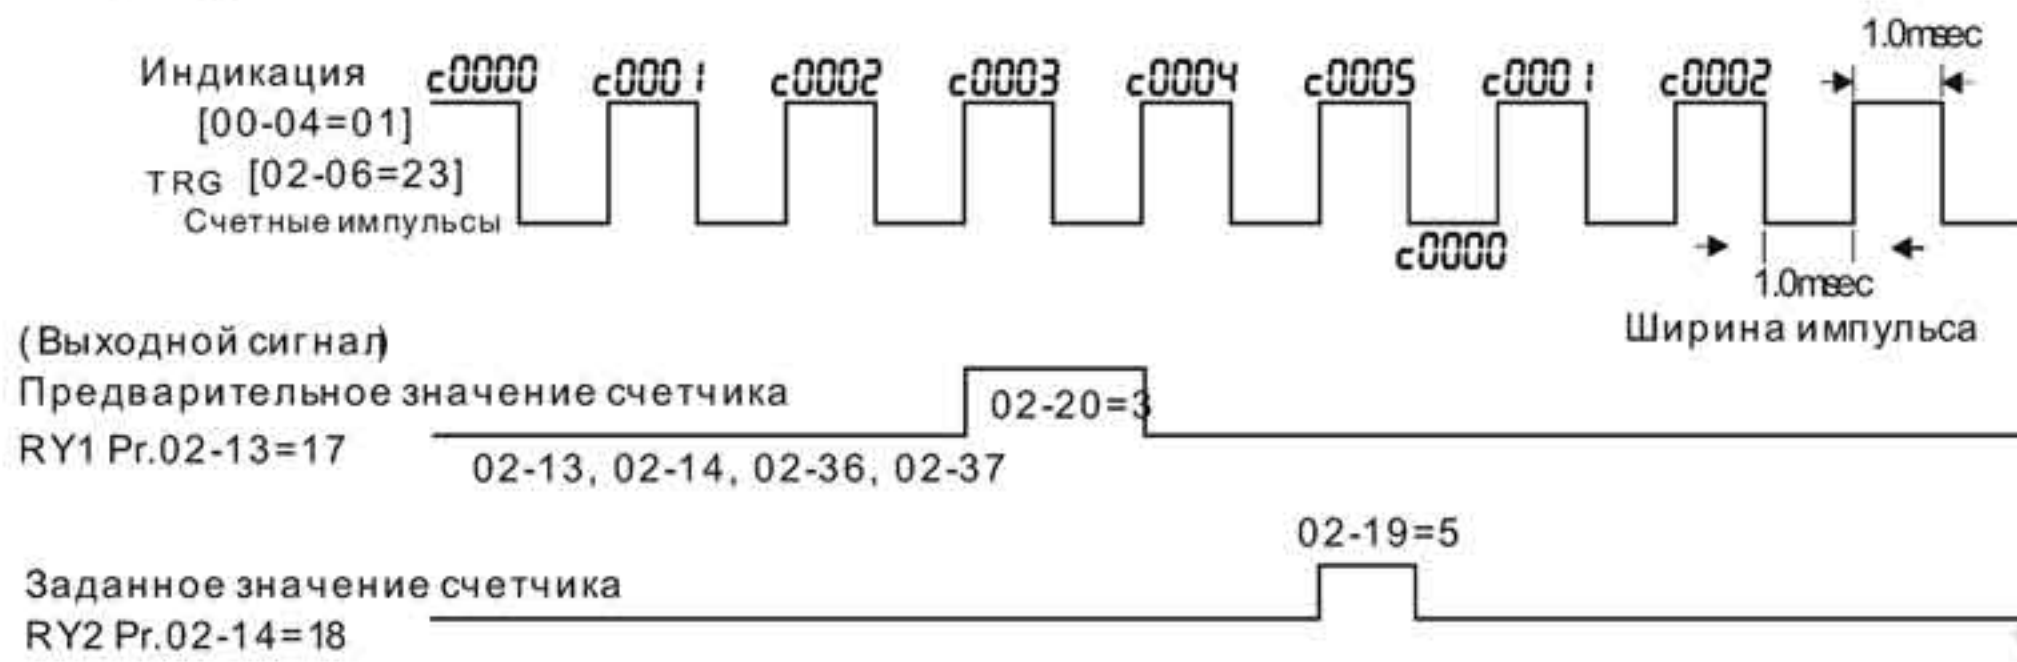 1.0msec
Индикация c0000 c0001 c0002 c0003 c0004 c0005 c0001 c0002
[00-04=01]
TRG [02-06=23]
Счетные импульсы
c0000
1.0msec
Ширина импульса
(Выходной сигнал)
Предварительное значение счетчика
02-20=3
RY1 Pr.02-13=17
02-13, 02-14, 02-36, 02-37
02-19=5
Заданное значение счетчика
RY2 Pr.02-14=18